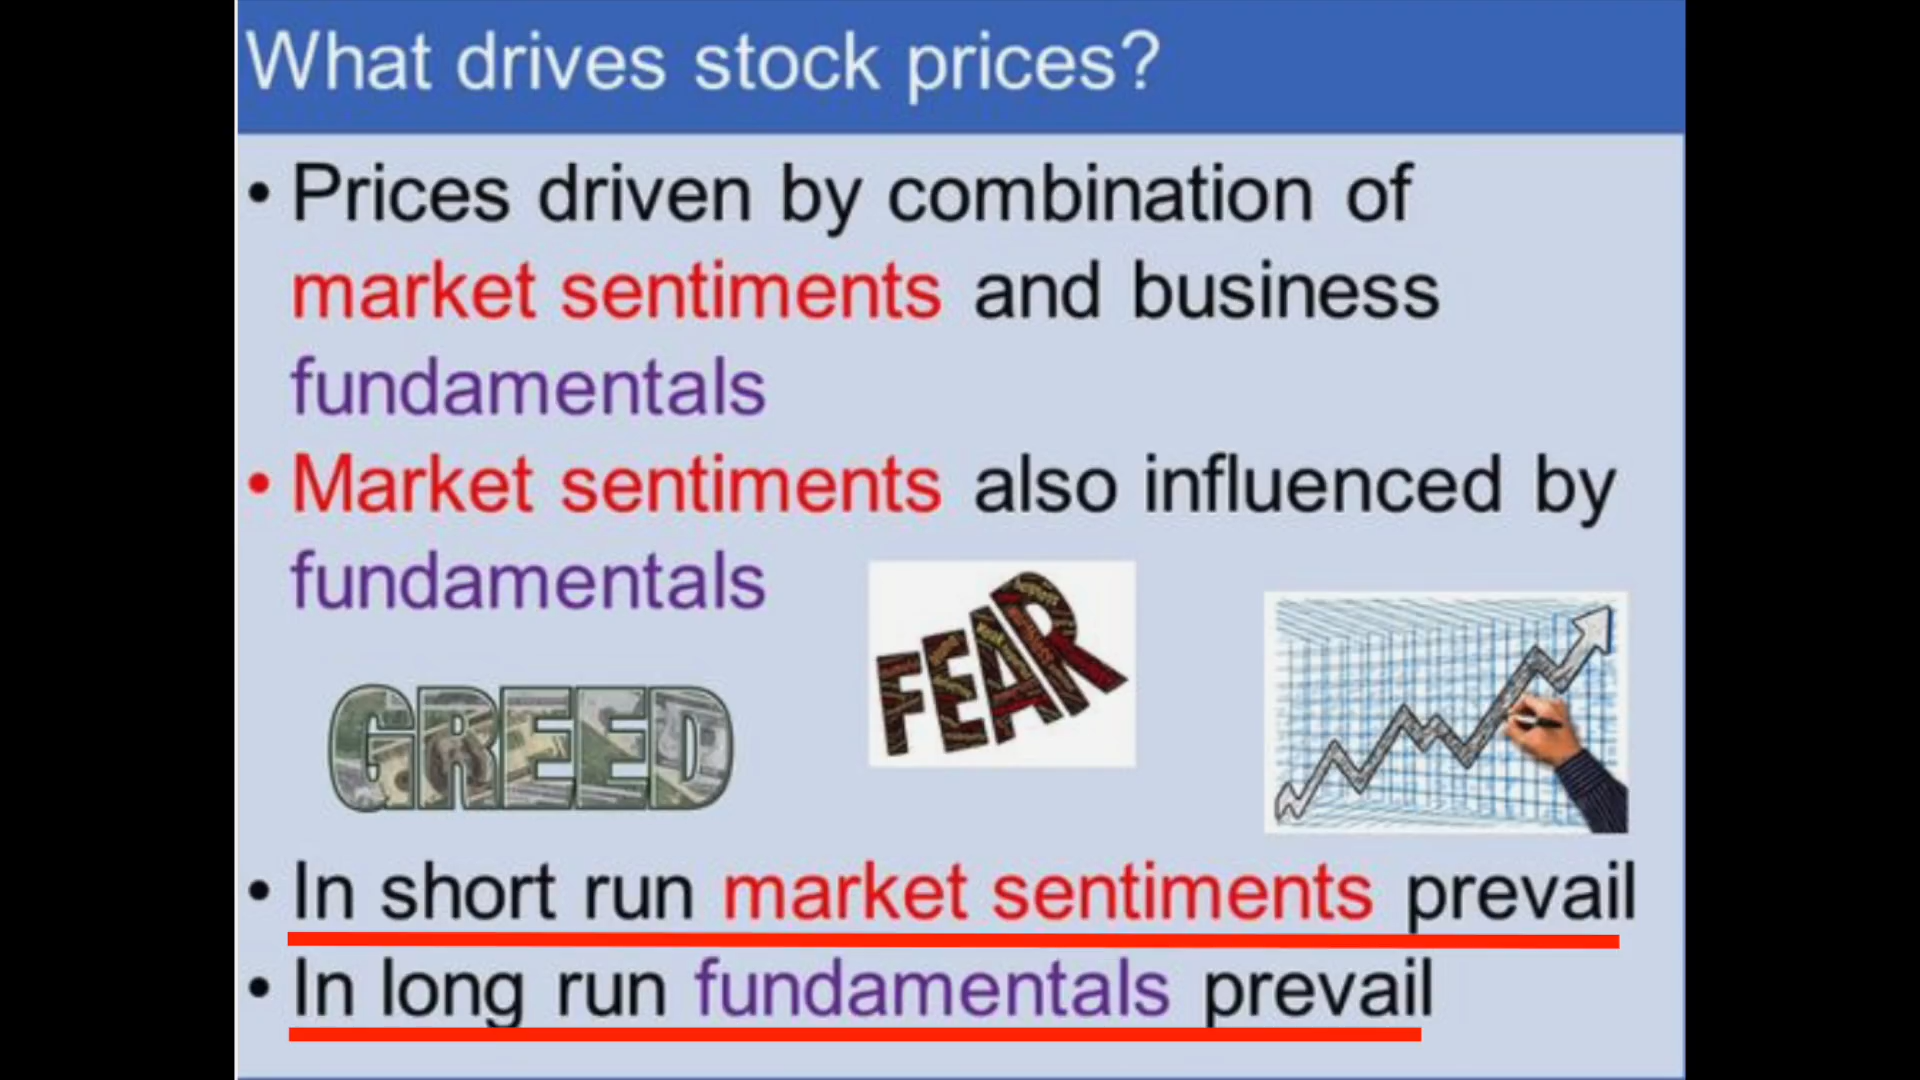 What drives stock prices?
• Prices driven by combination of
market sentiments and business
fundamentals
• Market sentiments also influenced by
fundamentals
FEAR
GREED
• In short run market sentiments prevail
• In long run fundamentals prevail